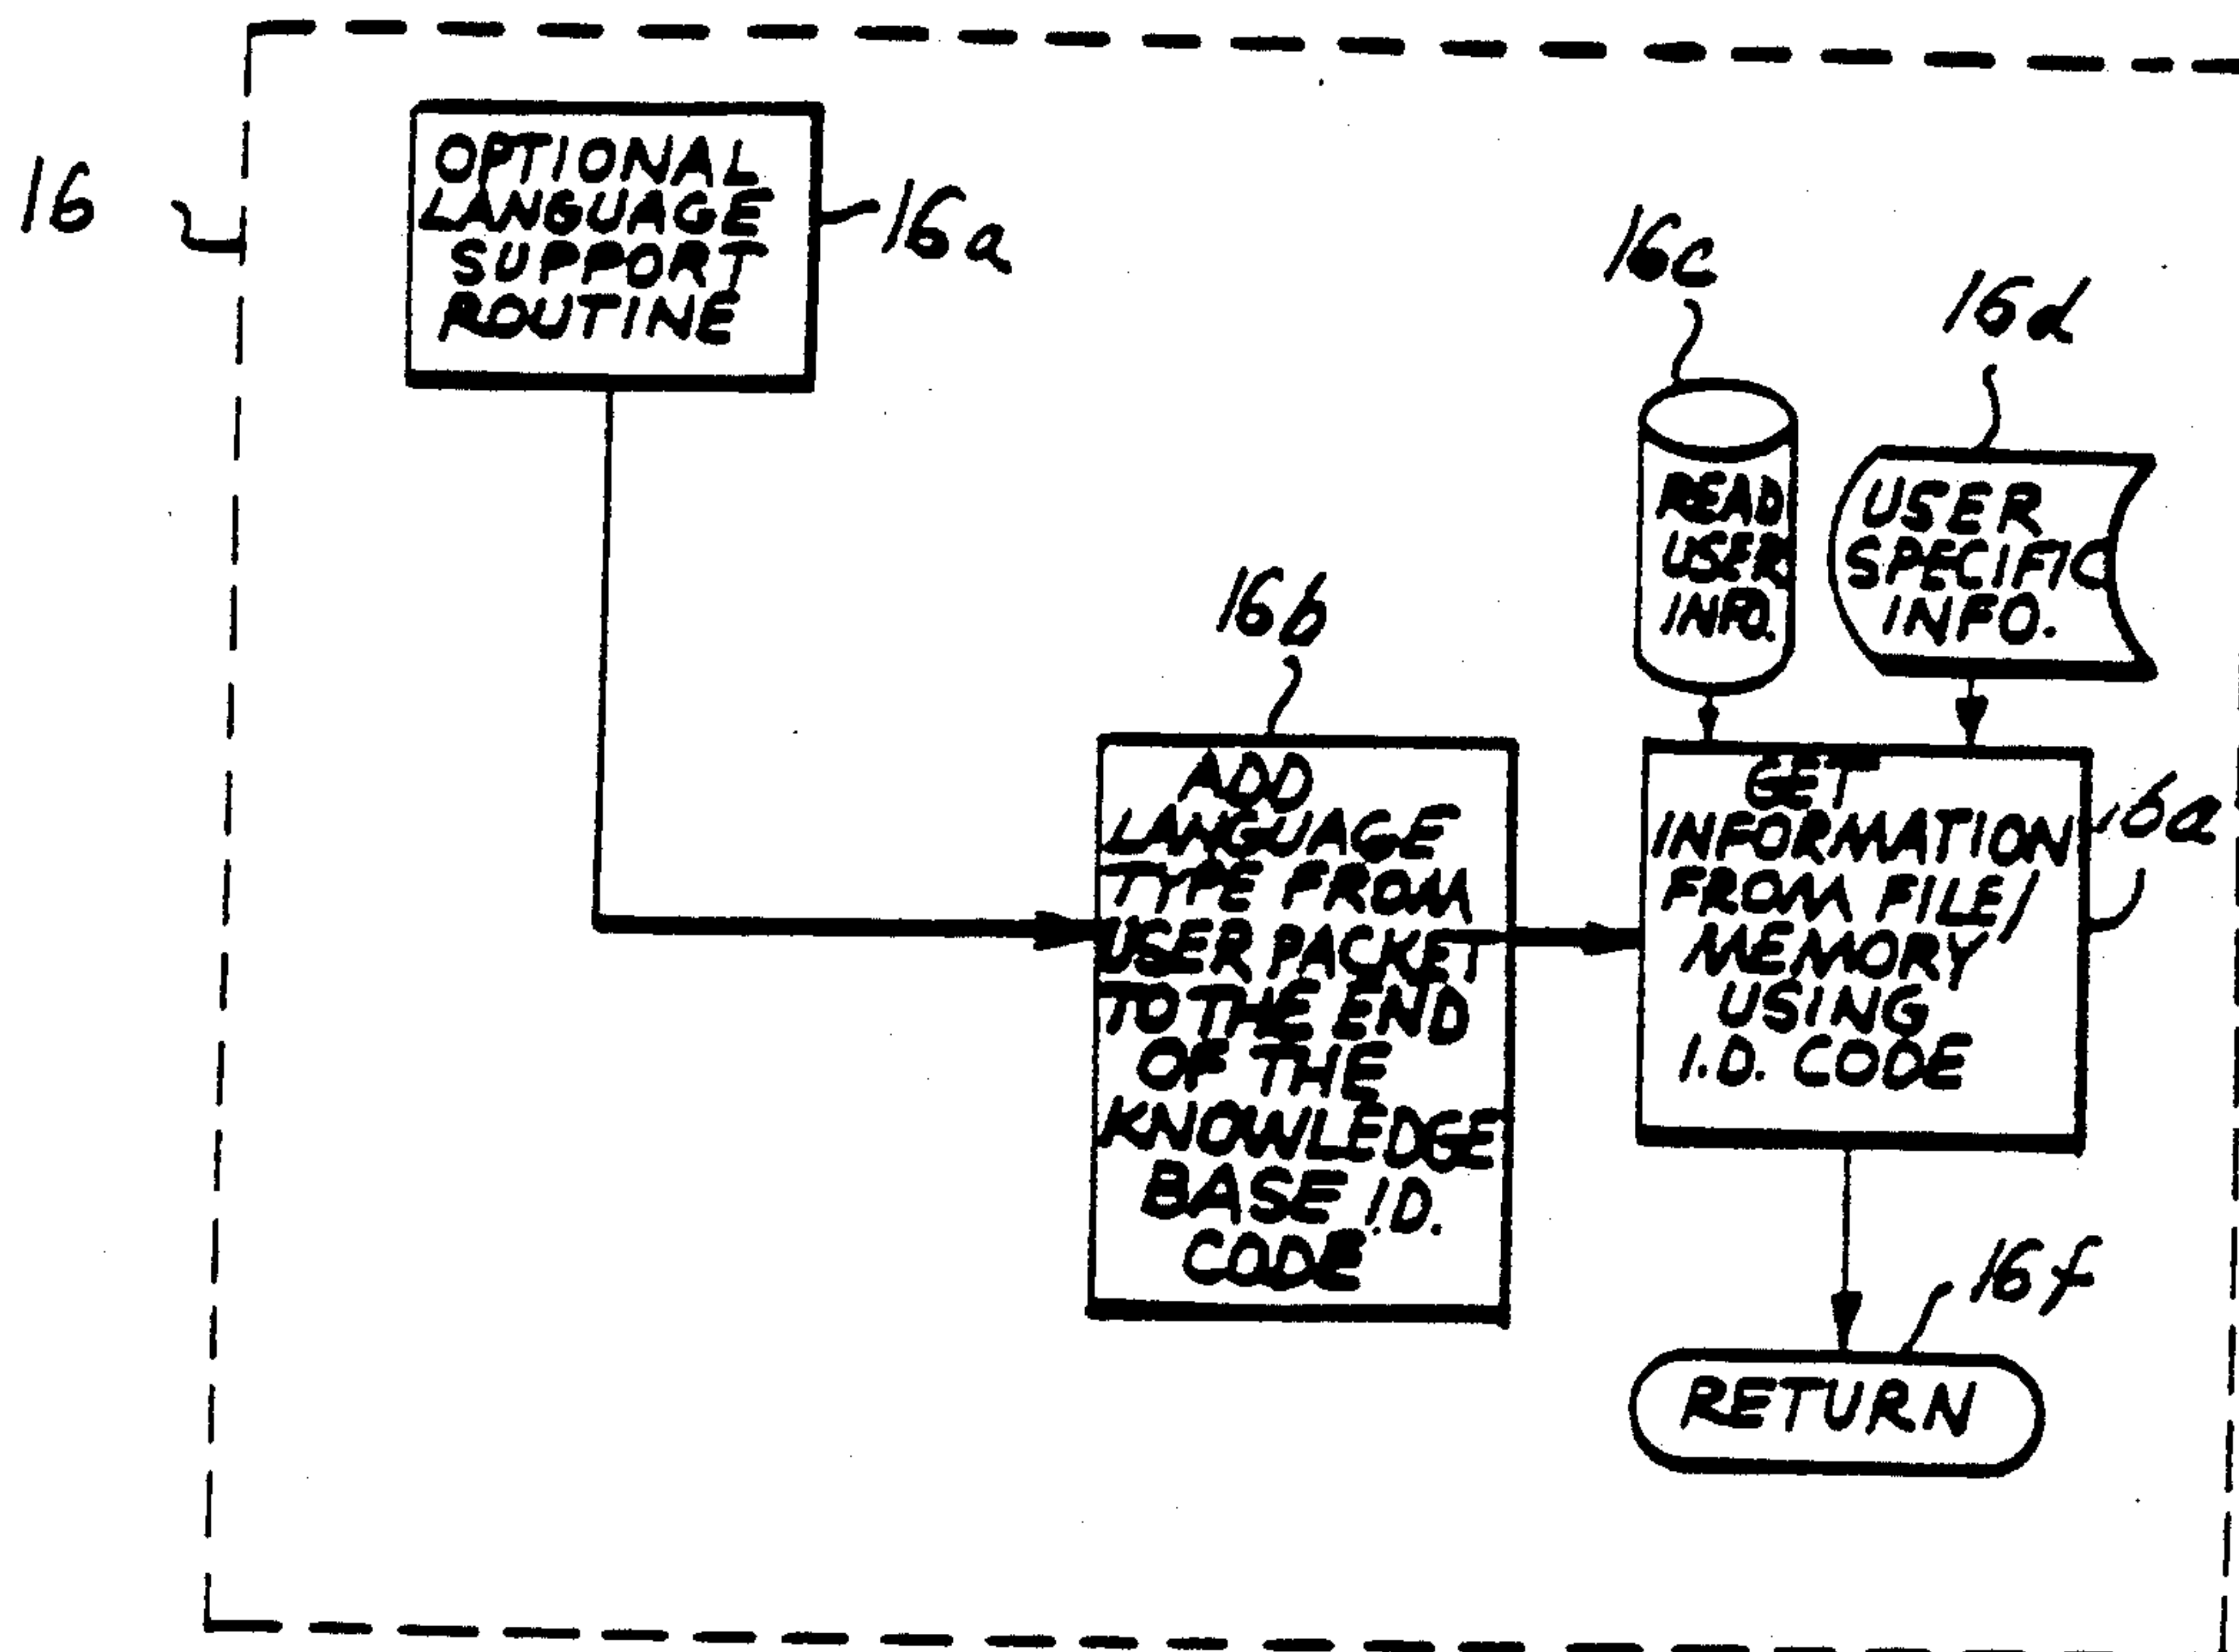 16
OPTIONAL
LANGUAGE
SUPPORT
ROUTINE
16a
16c
16d
READ
USER
INFO.
USER
SPECIFIC
INFO.
16b
ADD
LANGUAGE
TYPE FROM
USER PACKET
TO THE END
OF THE
KNOWLEDGE
BASE I.D.
CODE
GET
INFORMATION
FROM FILE/
MEMORY
USING
I.D. CODE
16f
RETURN